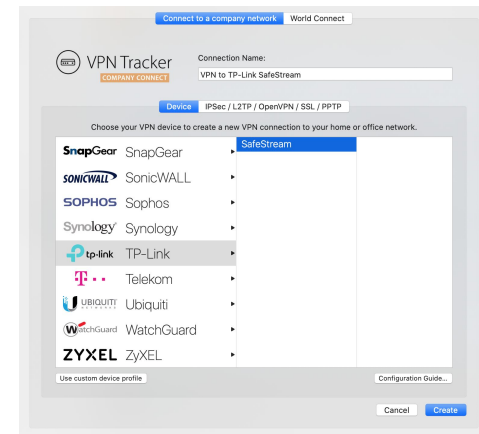 Connect to a company network World Connect
VPN Tracker
COMPANY CONNECT
Connection Name:
VPN to TP-Link SafeStream
Device IPSec / L2TP / OpenVPN / SSL / PPTP
Choose your VPN device to create a new VPN connection to your home or office network.
SnapGear SnapGear
SafeStream
SONICWALL SonicWALL
SOPHOS Sophos
Synology Synology
tp-link TP-Link
T Telekom
UBIQUITI NETWORKS Ubiquiti
WatchGuard WatchGuard
ZYXEL ZyXEL
Use custom device profile Configuration Guide...
Cancel Create